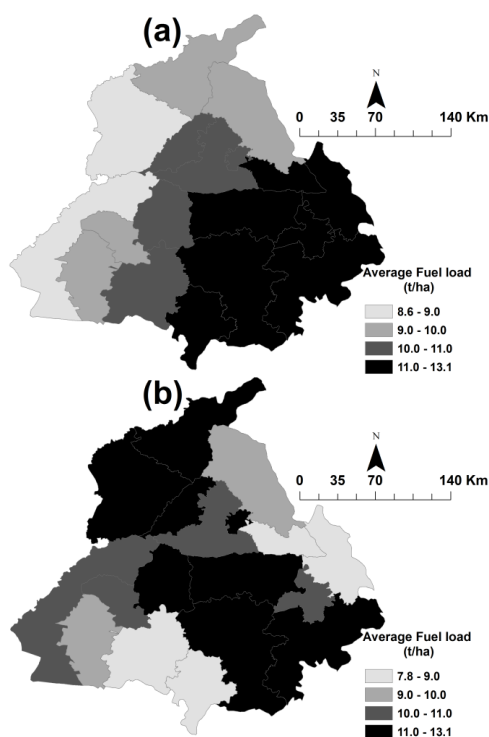 (a)
N
0 35 70 140 Km
Average Fuel load
(t/ha)
8.6 - 9.0
9.0 - 10.0
10.0 - 11.0
11.0 - 13.1
(b)
N
0 35 70 140 Km
Average Fuel load
(t/ha)
7.8 - 9.0
9.0 - 10.0
10.0 - 11.0
11.0 - 13.1